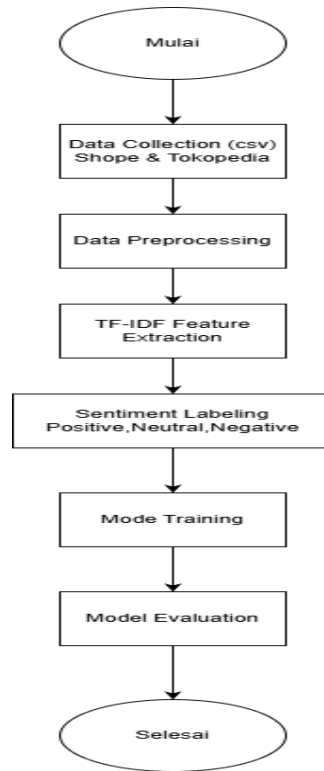 Mulai
Data Collection (csv)
Shope & Tokopedia
Data Preprocessing
TF-IDF Feature
Extraction
Sentiment Labeling
Positive,Neutral,Negative
Mode Training
Model Evaluation
Selesai